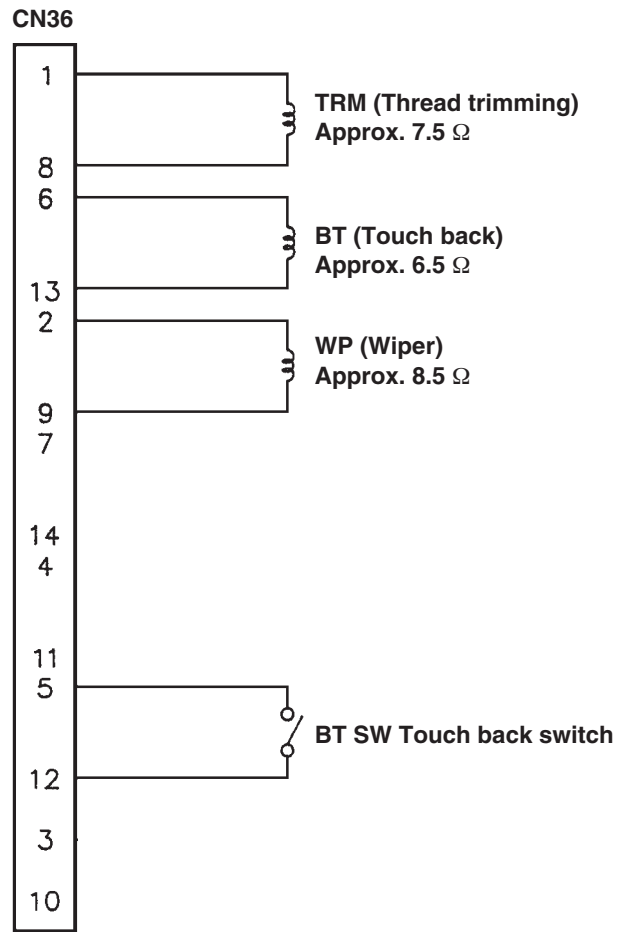 CN36
1
TRM (Thread trimming)
Approx. 7.5 Ω
8
6
BT (Touch back)
Approx. 6.5 Ω
13
2
WP (Wiper)
Approx. 8.5 Ω
9
7
14
4
11
5
BT SW Touch back switch
12
3
10